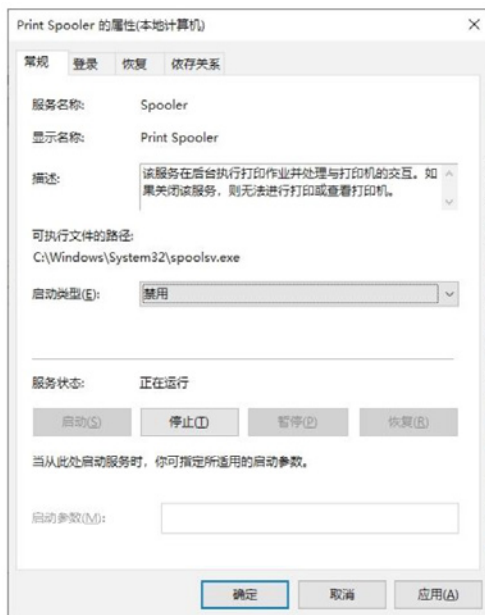 Print Spooler 的属性(本地计算机)
常规 登录 恢复 依存关系
服务名称: Spooler
显示名称: Print Spooler
描述: 该服务在后台执行打印作业并处理与打印机的交互。如
果关闭该服务，则无法进行打印或查看打印机。
可执行文件的路径:
C:\Windows\System32\spoolsv.exe
启动类型(E): 禁用
服务状态: 正在运行
启动(S) 停止(T) 暂停(P) 恢复(R)
当从此处启动服务时，你可指定所适用的启动参数。
启动参数(M):
确定 取消 应用(A)